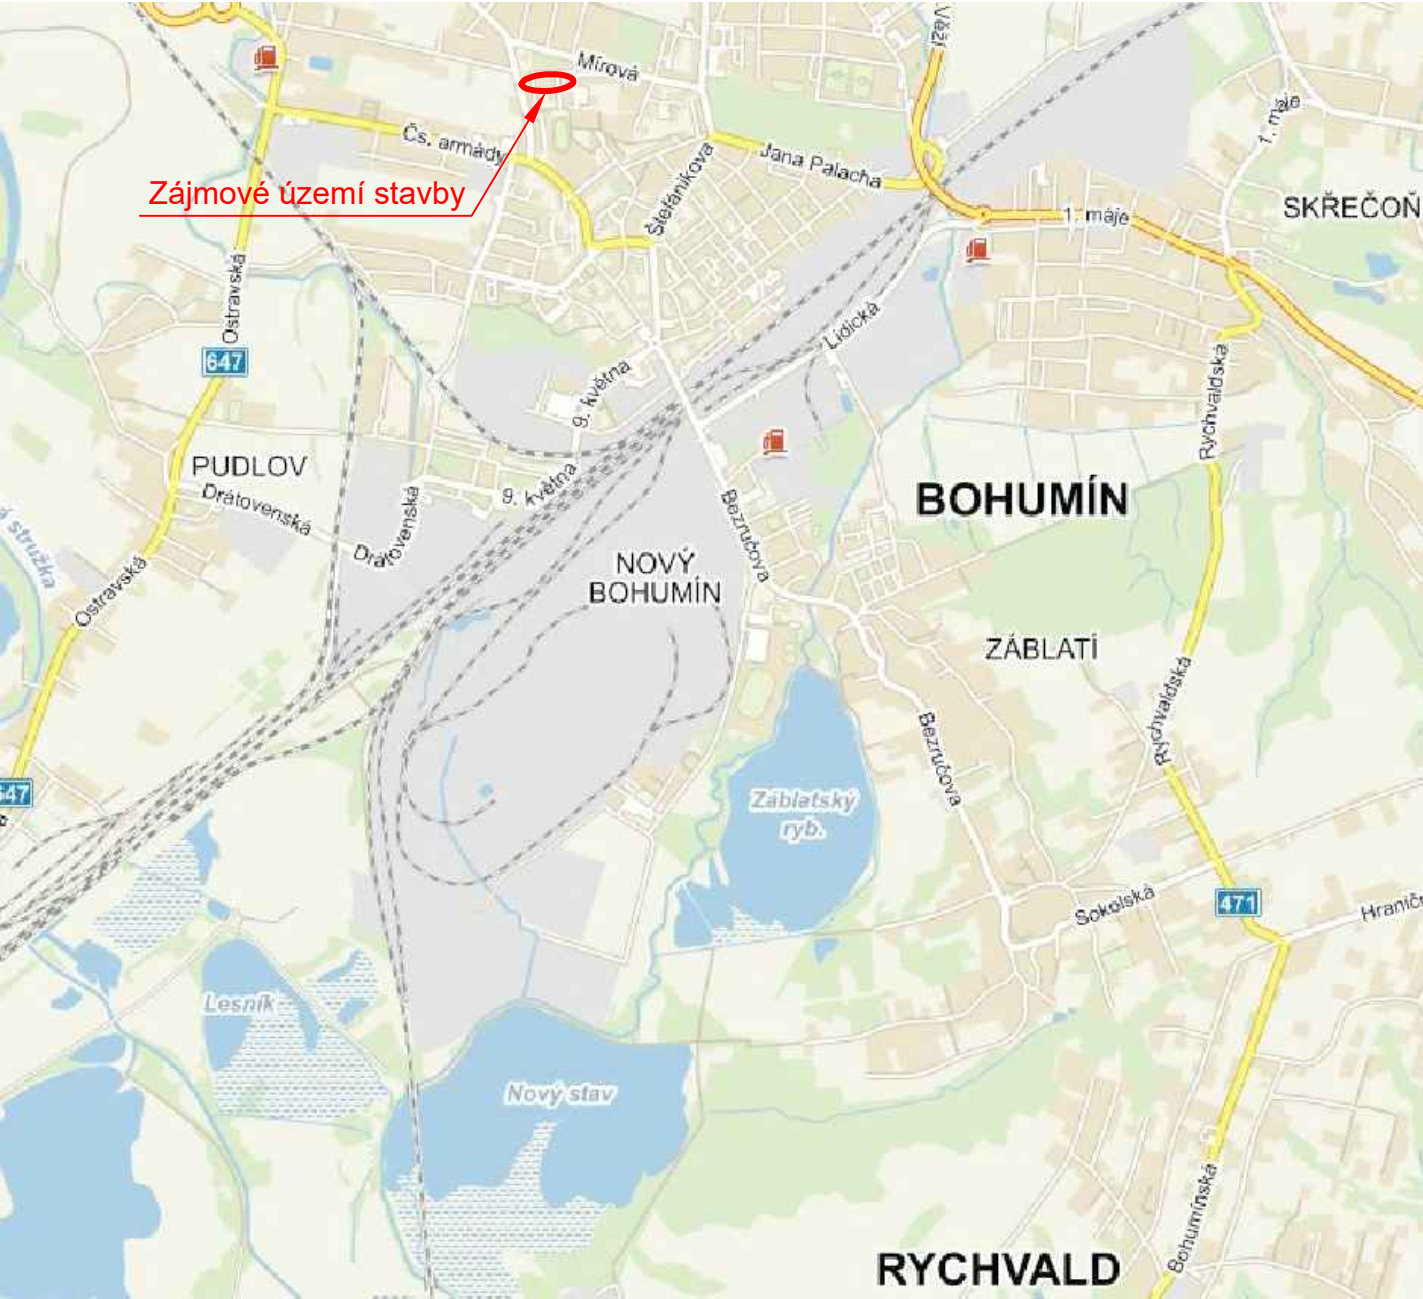 Mírová
1. máje
Čs. armády
Jana Palacha
Štefánikova
Zájmové území stavby
SKŘEČOŇ
1. máje
Ostravská
Lidická
647
9. května
Rychvaldská
PUDLOV
9. května
Drátovenská
Drátovenská
BOHUMÍN
Bezručova
NOVÝ
BOHUMÍN
stružka
Ostravská
ZÁBLATÍ
Rychvaldská
Bezručova
647
Záblatský
ryb.
Sokolská
471
Lesník
Nový stav
Bohumínská
RYCHVALD